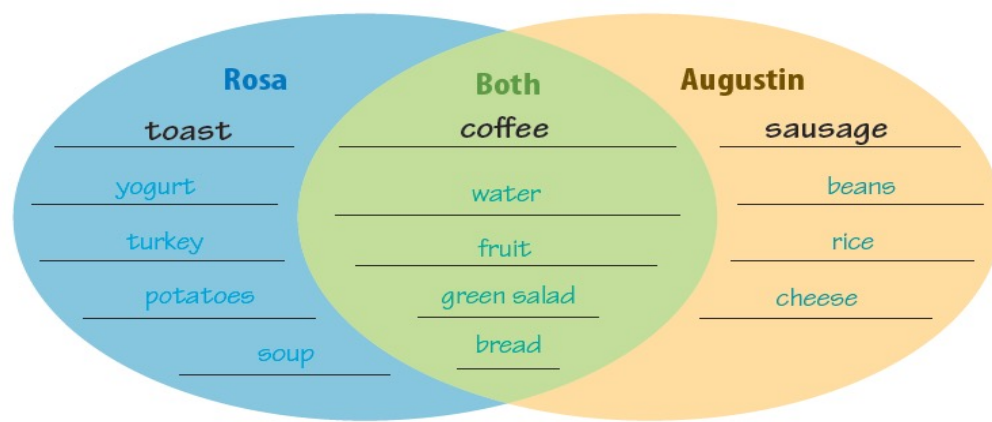 Rosa Both Augustin
toast coffee sausage
yogurt water beans
turkey fruit rice
potatoes green salad cheese
soup bread